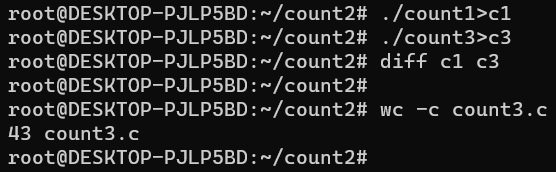 root@DESKTOP-PJLP5BD:~/count2# ./count1>c1
root@DESKTOP-PJLP5BD:~/count2# ./count3>c3
root@DESKTOP-PJLP5BD:~/count2# diff c1 c3
root@DESKTOP-PJLP5BD:~/count2#
root@DESKTOP-PJLP5BD:~/count2# wc -c count3.c
43 count3.c
root@DESKTOP-PJLP5BD:~/count2#